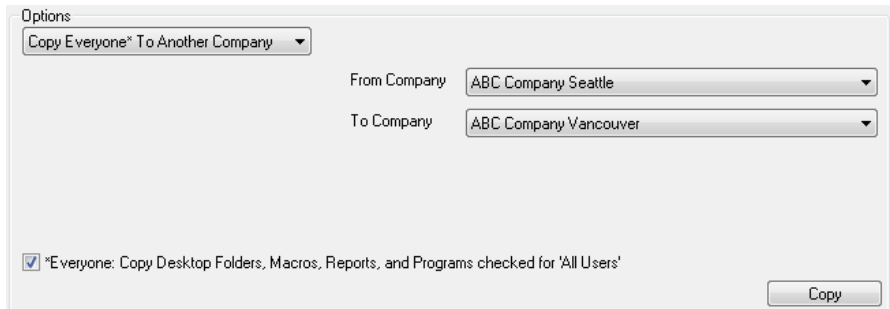 Options
Copy Everyone* To Another Company
From Company
ABC Company Seattle
To Company
ABC Company Vancouver
*Everyone: Copy Desktop Folders, Macros, Reports, and Programs checked for 'All Users'
Copy